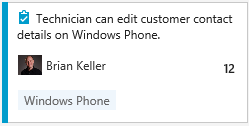 Technician can edit customer contact
details on Windows Phone.
Brian Keller
12
Windows Phone